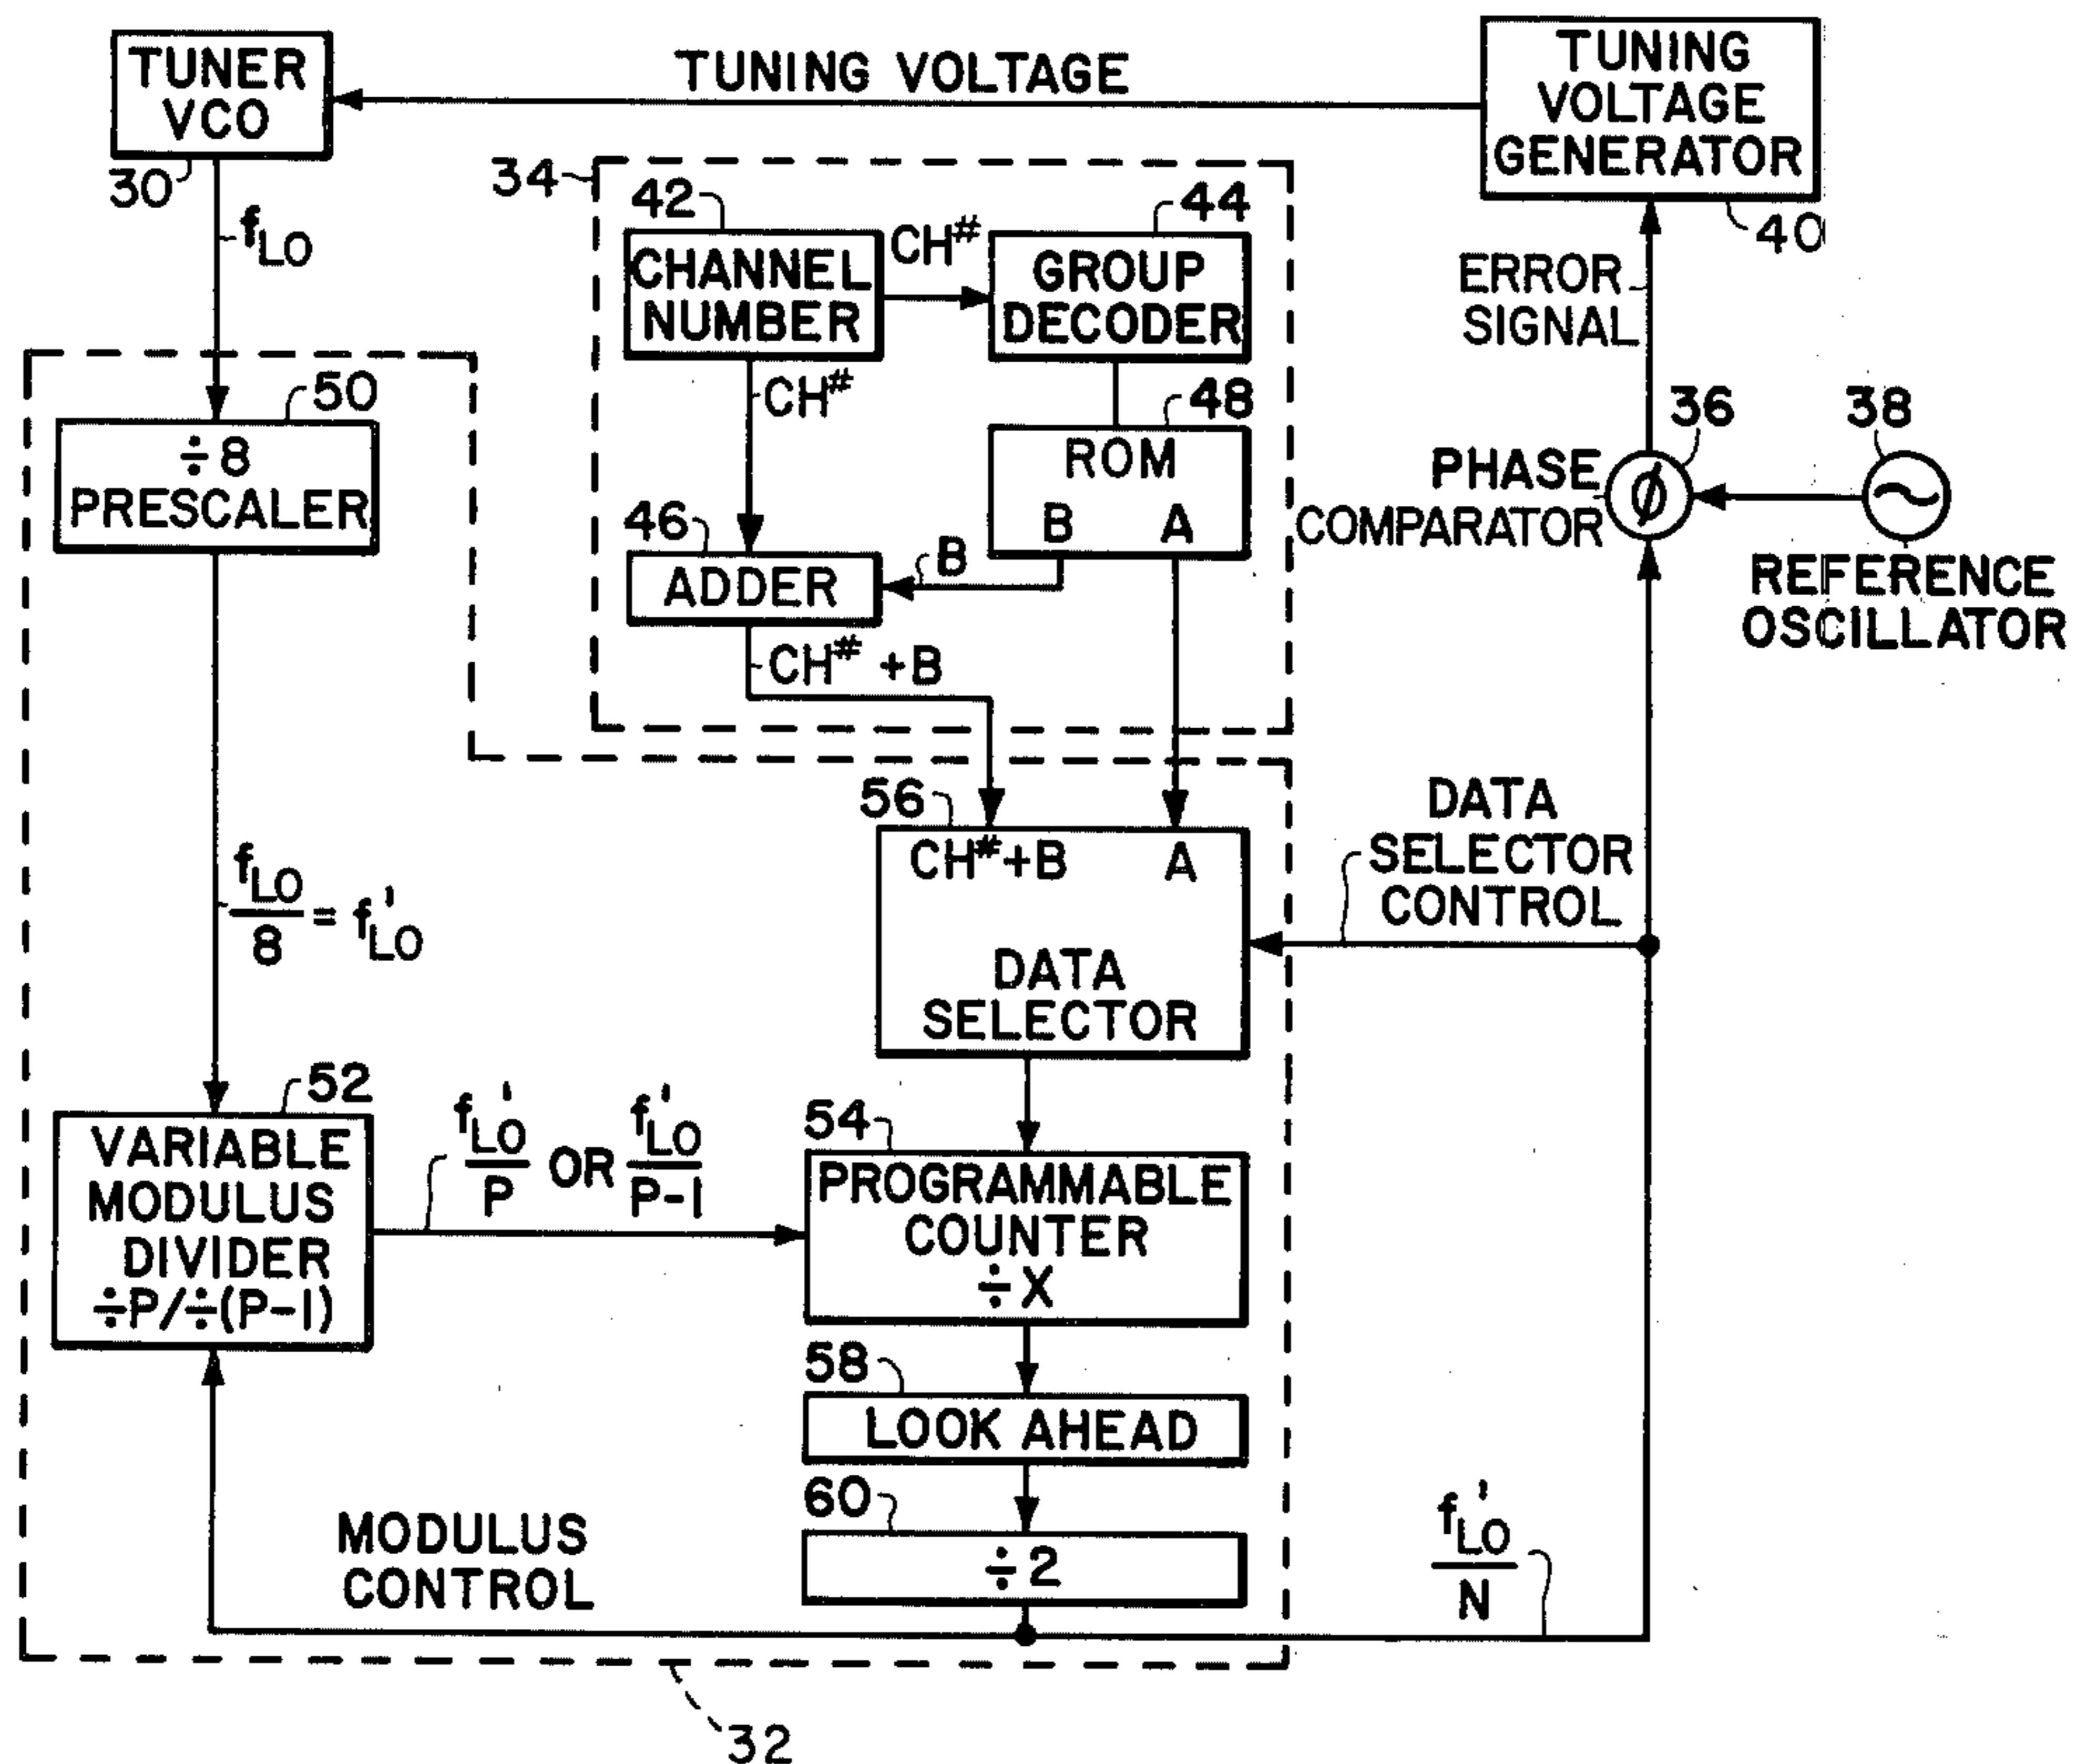 TUNER
VCO
30
TUNING VOLTAGE
TUNING
VOLTAGE
GENERATOR
40
fLO
34
42
CHANNEL
NUMBER
CH#
44
GROUP
DECODER
CH#
48
ROM
B A
46
ADDER
B
CH# +B
ERROR
SIGNAL
36
38
PHASE
COMPARATOR
ϕ
REFERENCE
OSCILLATOR
50
÷8
PRESCALER
fLO/8 = f'LO
56
CH#+B A
DATA
SELECTOR
DATA
SELECTOR
CONTROL
52
VARIABLE
MODULUS
DIVIDER
÷P/÷(P-1)
f'LO/P OR f'LO/P-1
54
PROGRAMMABLE
COUNTER
÷X
58
LOOK AHEAD
60
÷2
MODULUS
CONTROL
f'LO/N
32